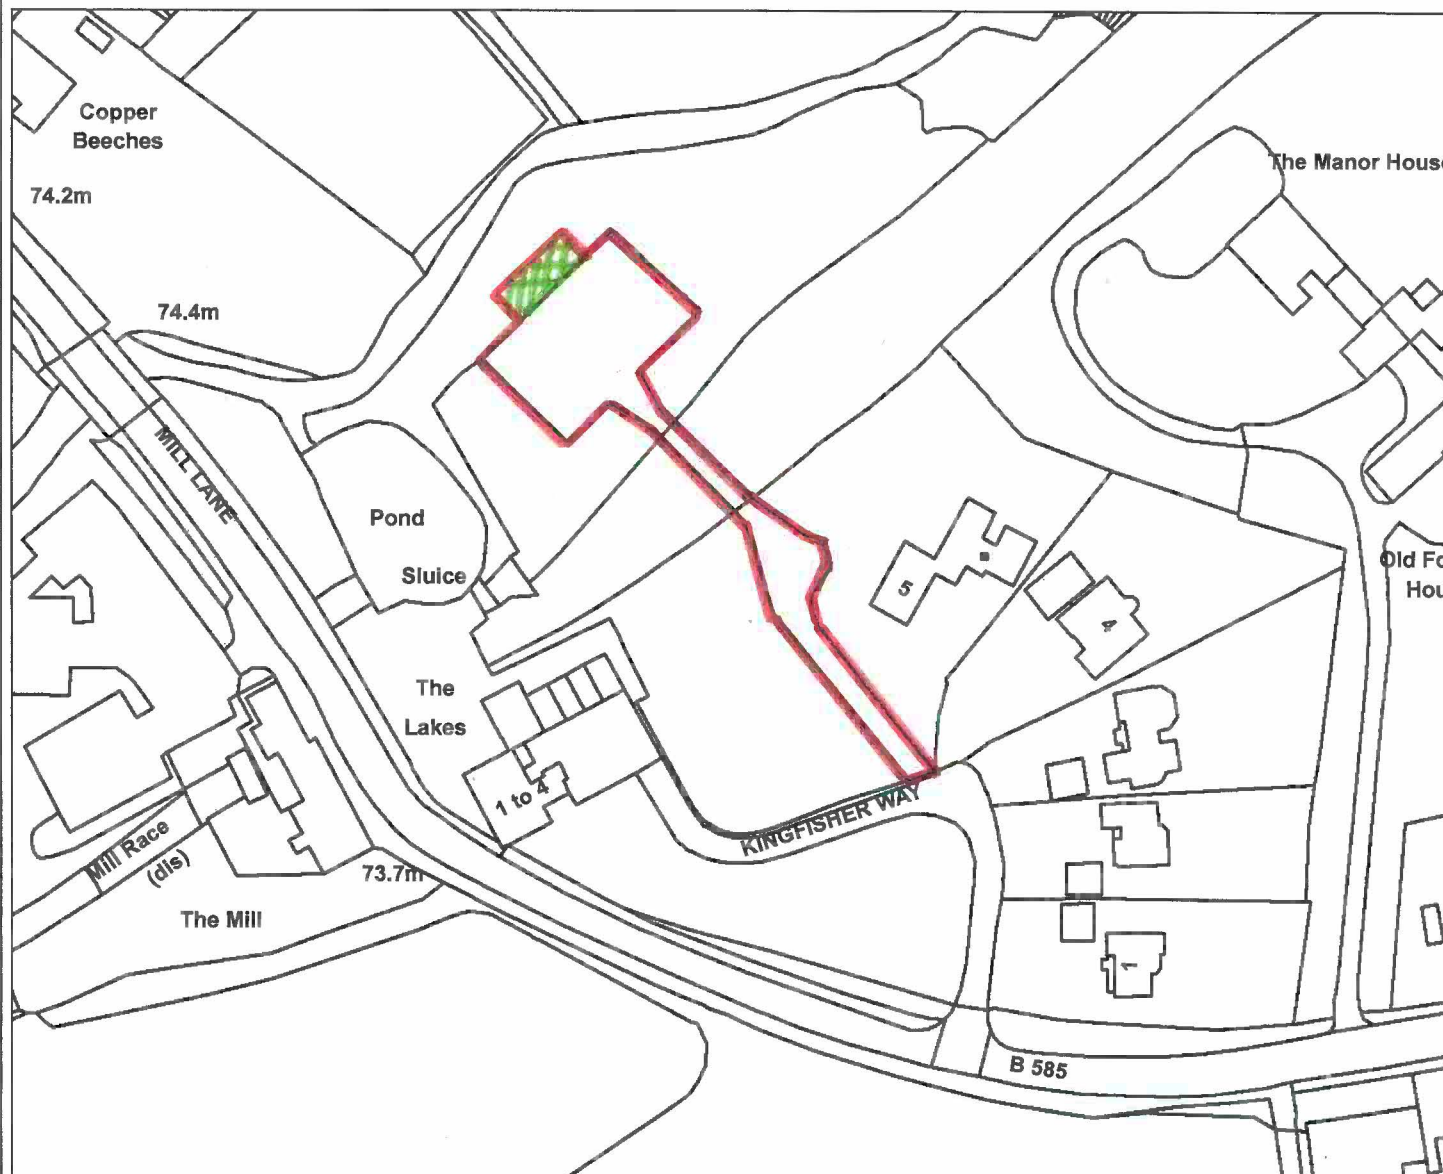 Copper
Beeches
74.2m
The Manor House
74.4m
MILL LANE
Pond
Sluice
5
4
The
Lakes
1 to 4
KINGFISHER WAY
Mill Race
(dis)
73.7m
The Mill
1
B 585
Old